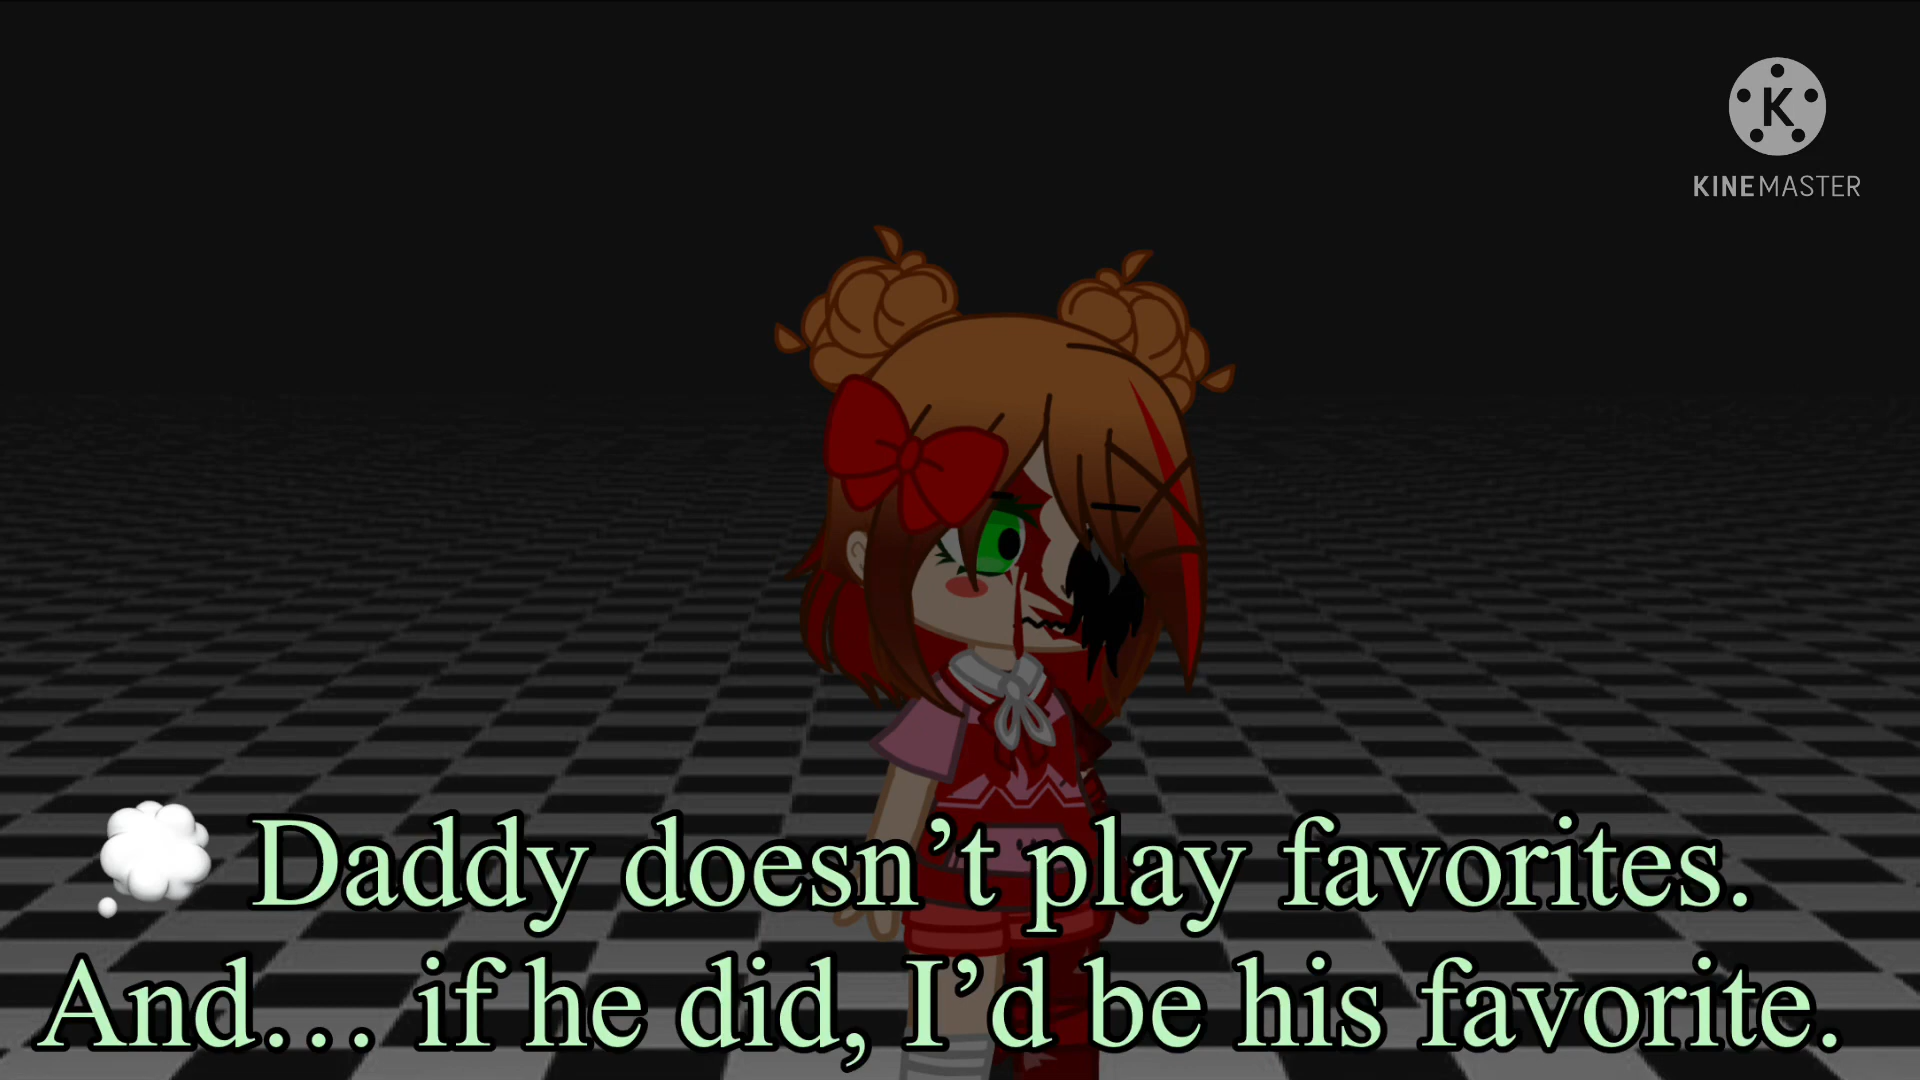 K
KINEMASTER
Daddy doesn’t play favorites.
And… if he did, I’d be his favorite.